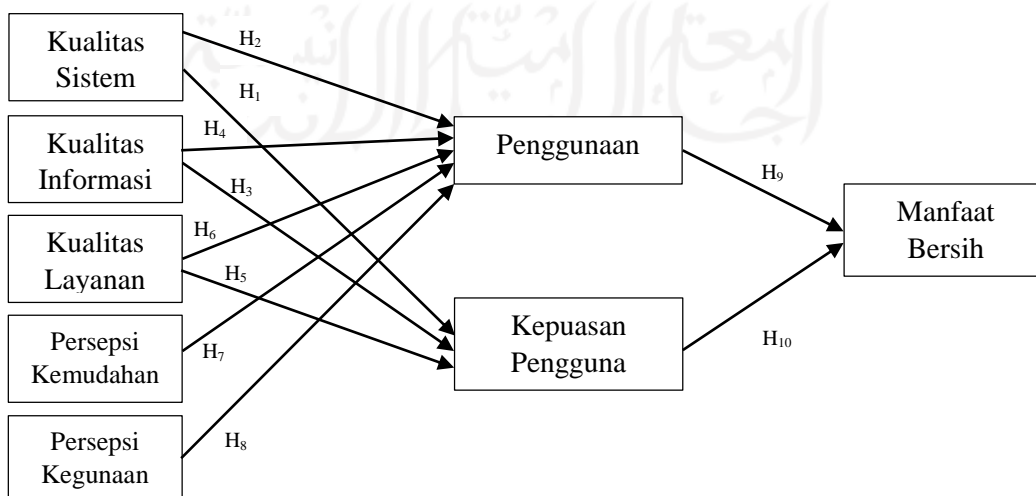 Kualitas
Sistem
H₂
H₁
Kualitas
Informasi
H₄
H₃
Penggunaan
H₉
Manfaat
Bersih
Kualitas
Layanan
H₆
H₅
Kepuasan
Pengguna
H₁₀
Persepsi
Kemudahan
H₇
Persepsi
Kegunaan
H₈